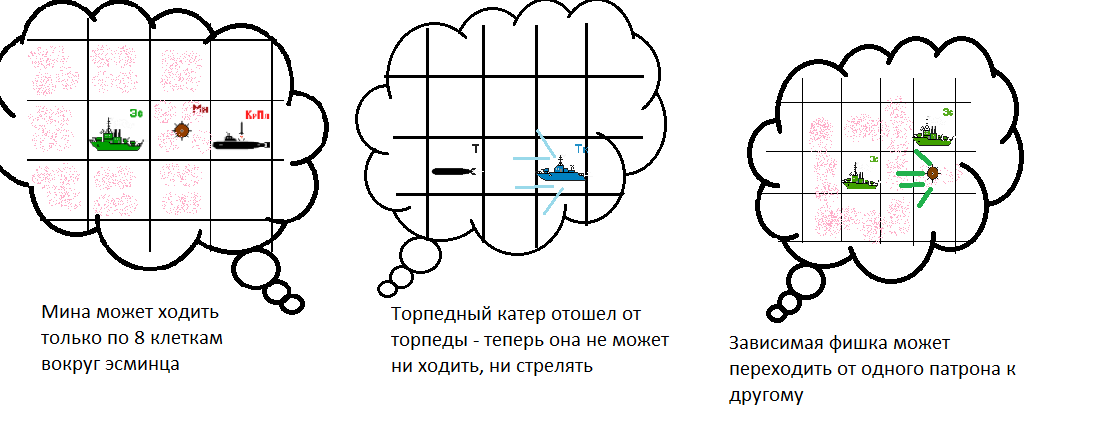 Эс
Мн
КрПл
Мина может ходить
только по 8 клеткам
вокруг эсминца
Т
Тк
Торпедный катер отошел от
торпеды - теперь она не может
ни ходить, ни стрелять
Эс
Эс
Зависимая фишка может
переходить от одного патрона к
другому